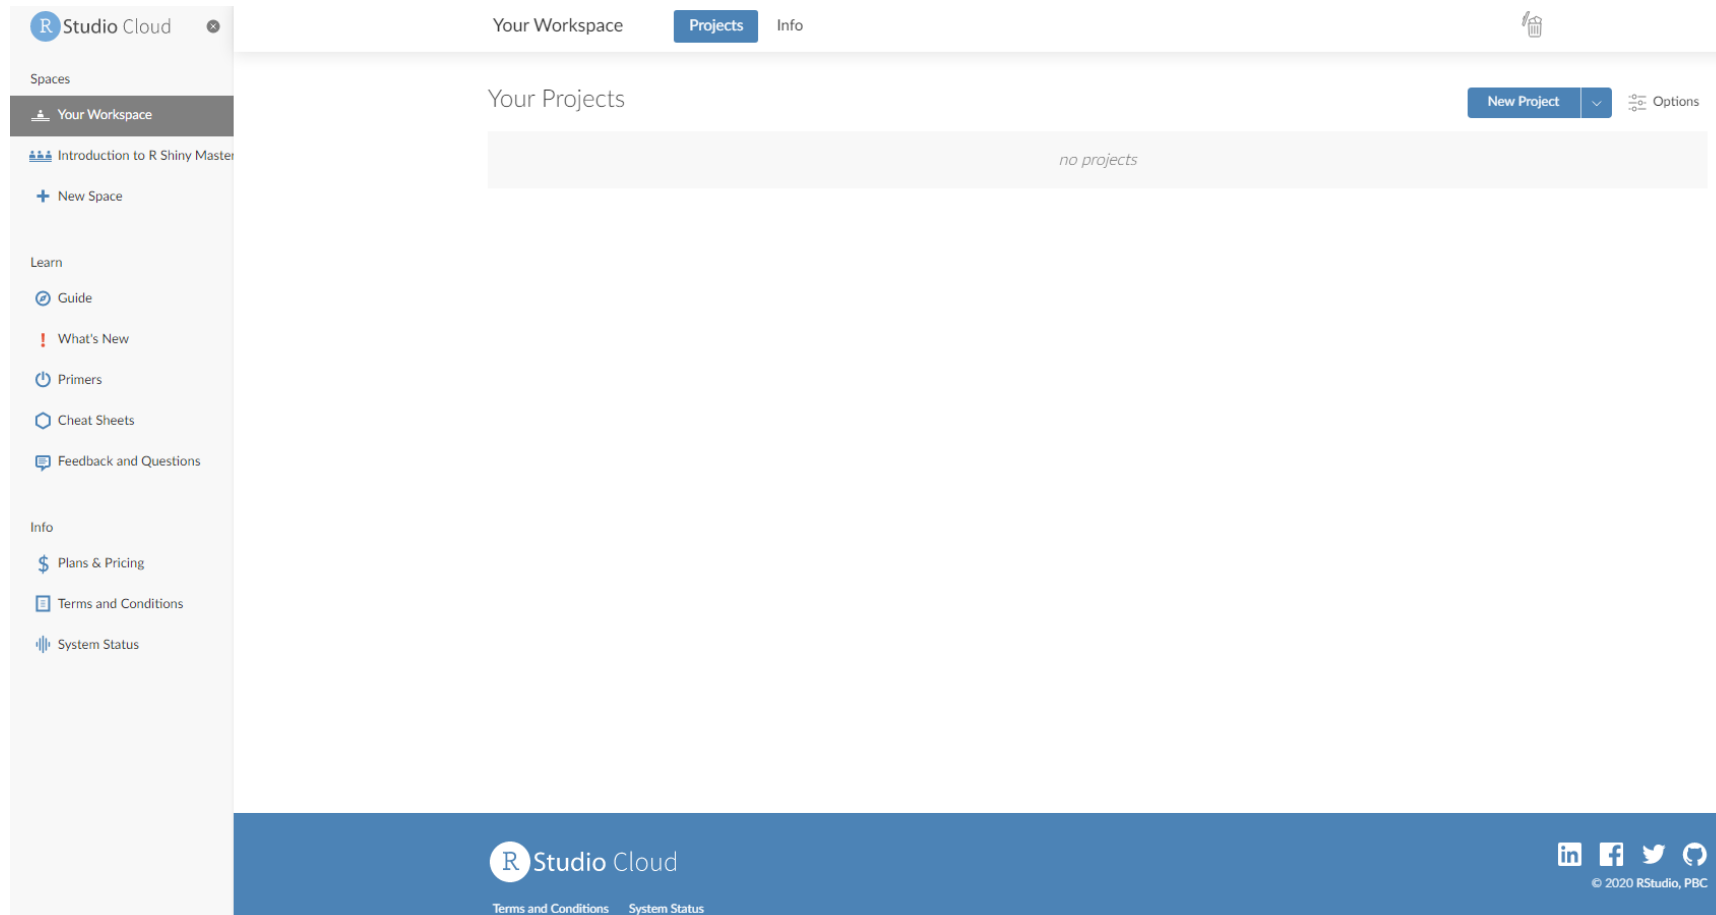 R Studio Cloud
Your Workspace Projects Info
Spaces
Your Workspace
Introduction to R Shiny Master
New Space
Learn
Guide
What's New
Primers
Cheat Sheets
Feedback and Questions
Info
Plans & Pricing
Terms and Conditions
System Status
Your Projects
New Project
Options
no projects
R Studio Cloud
in
© 2020 RStudio, PBC
Terms and Conditions System Status